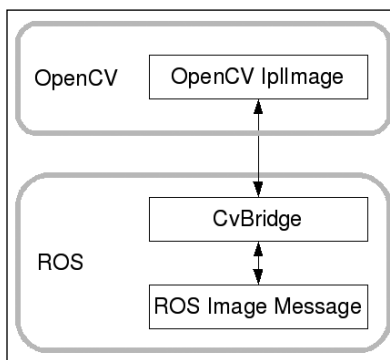 OpenCV
OpenCV IplImage
CvBridge
ROS
ROS Image Message